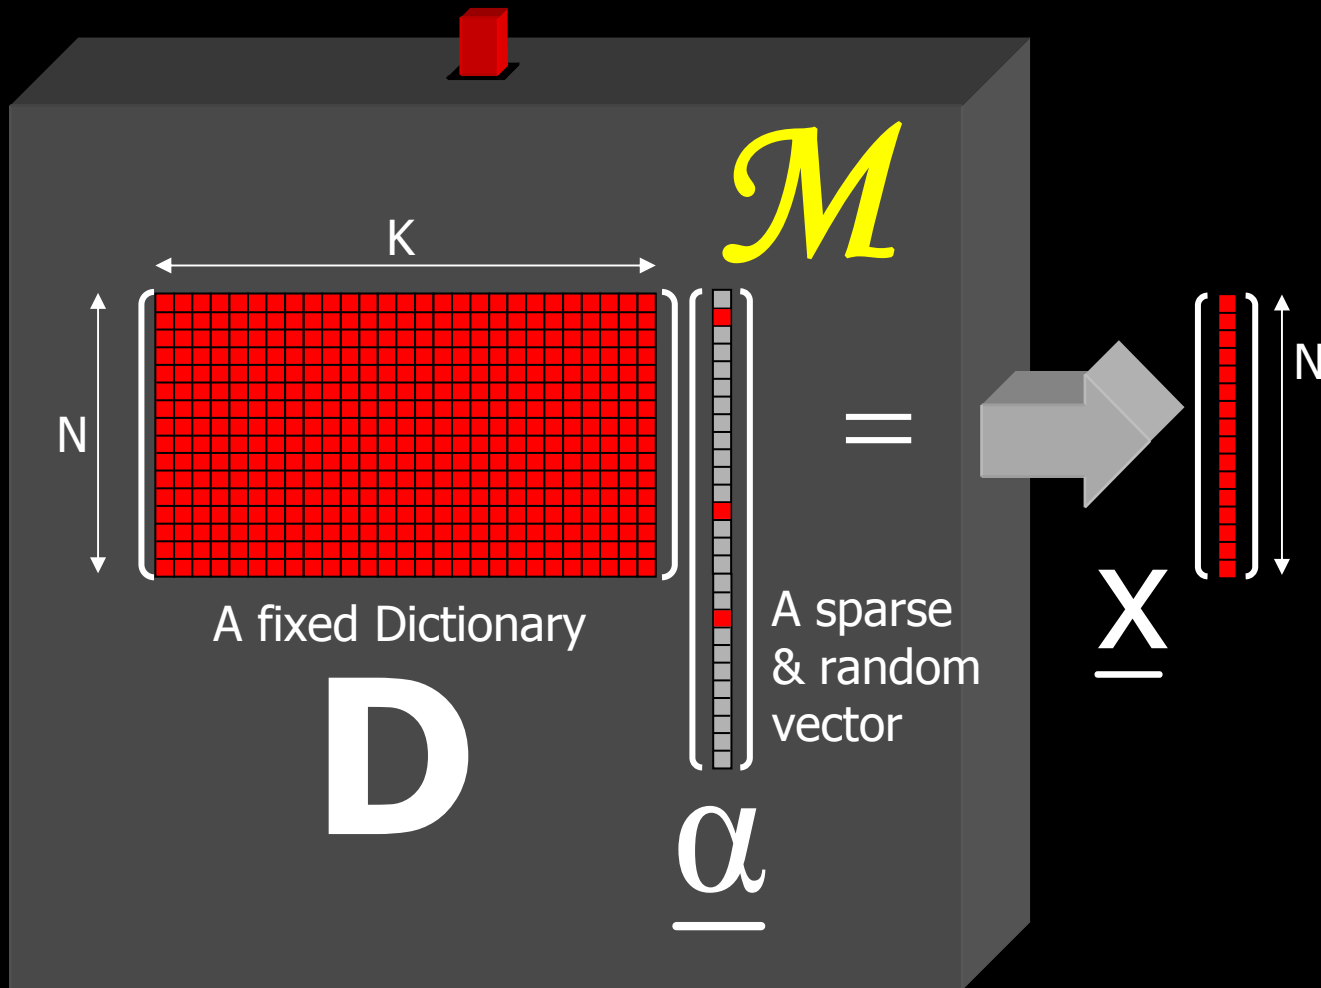 ℳ
K
N
N
=
A fixed Dictionary
D
A sparse
& random
vector
α
x